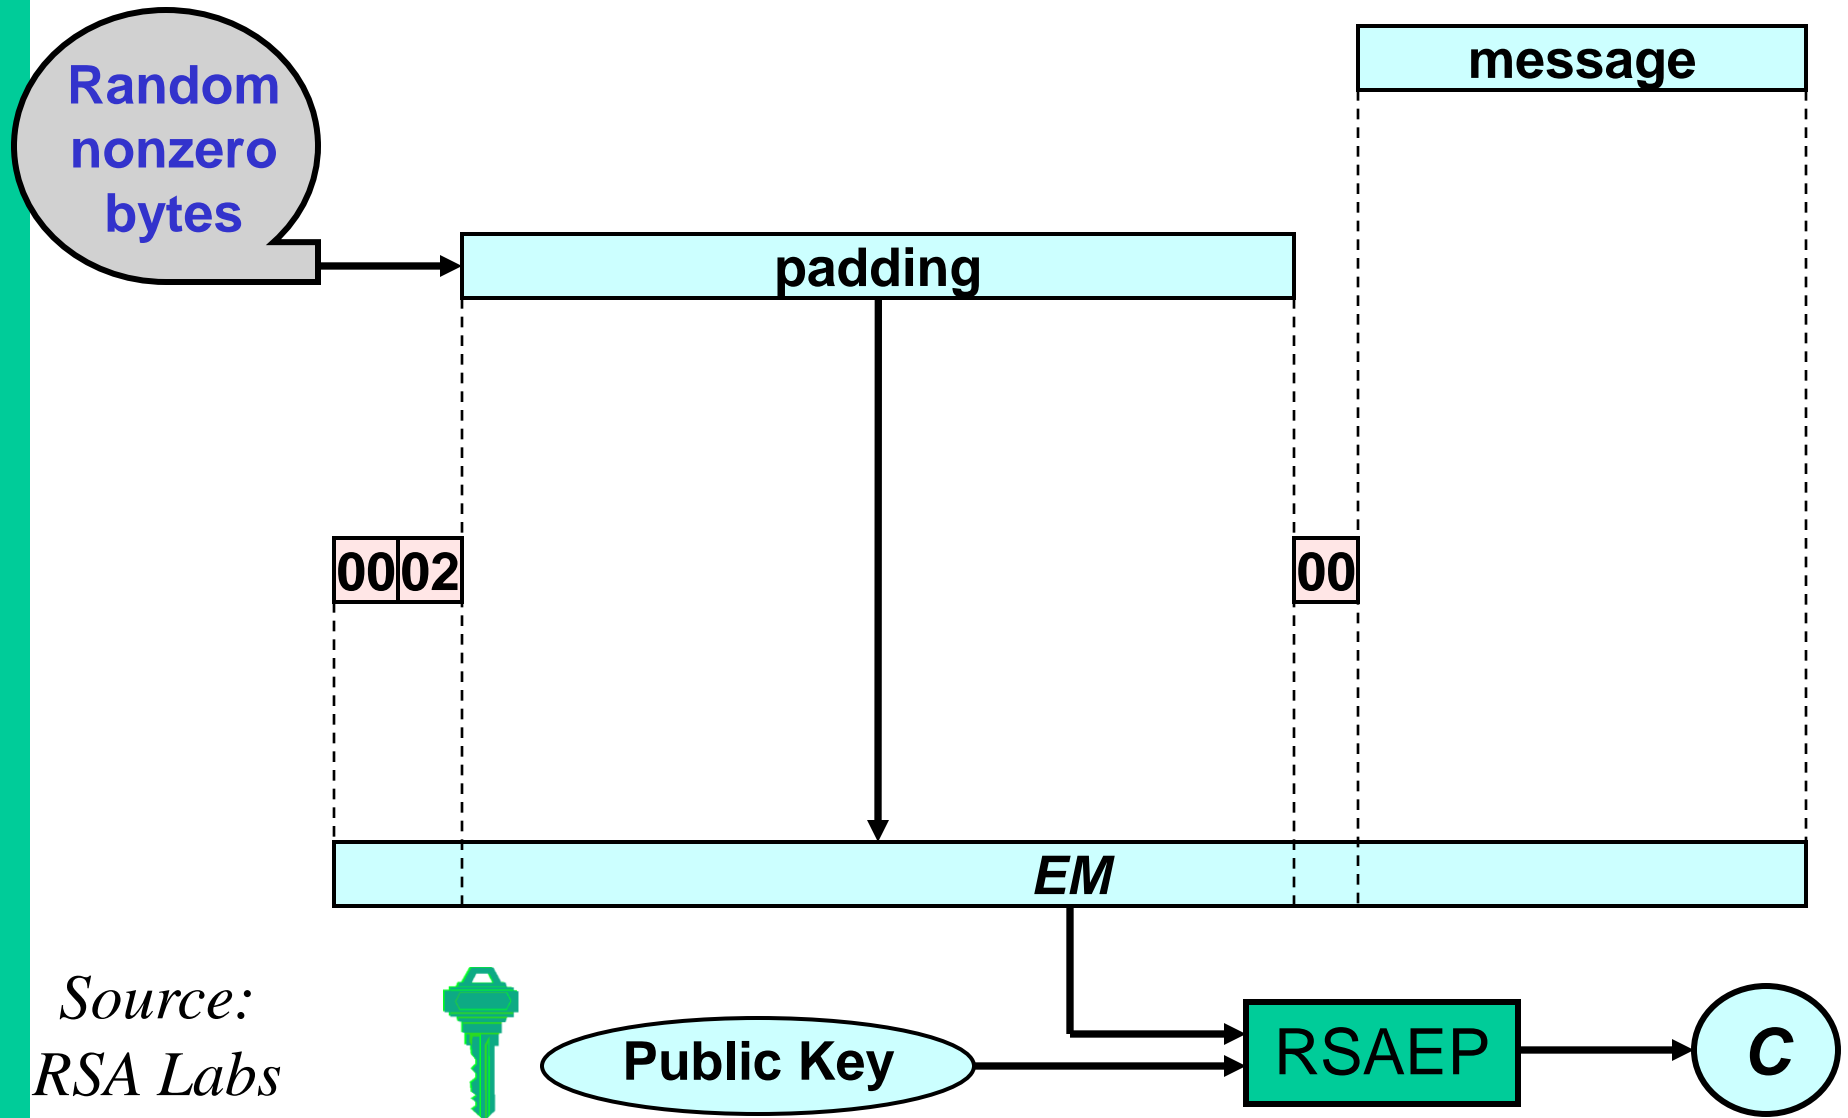 Random
nonzero
bytes
message
padding
00 02
00
EM
Source:
RSA Labs
Public Key
RSAEP
C